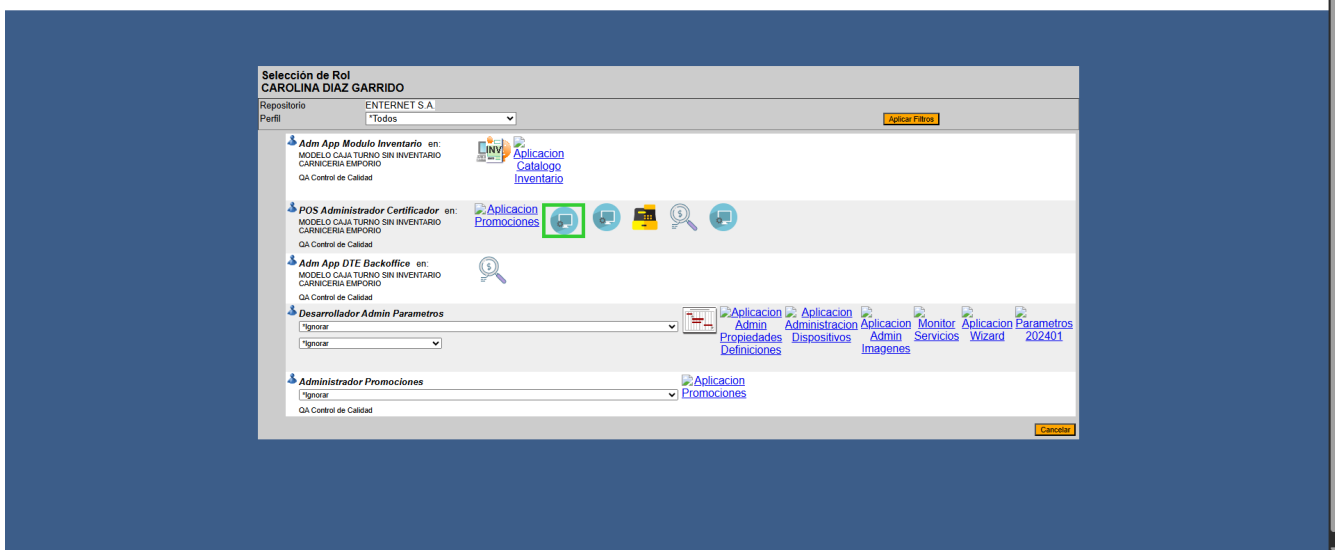 Selección de Rol
CAROLINA DIAZ GARRIDO
Repositorio ENTERNET S.A.
Perfil *Todos Aplicar Filtros
Adm App Modulo Inventario en:
MODELO CAJA TURNO SIN INVENTARIO
CARNICERIA EMPORIO
QA Control de Calidad
INV
Aplicacion
Catalogo
Inventario
POS Administrador Certificador en:
MODELO CAJA TURNO SIN INVENTARIO
CARNICERIA EMPORIO
QA Control de Calidad
Aplicacion
Promociones
Adm App DTE Backoffice en:
MODELO CAJA TURNO SIN INVENTARIO
CARNICERIA EMPORIO
QA Control de Calidad
Desarrollador Admin Parametros
*Ignorar
*Ignorar
Aplicacion
Admin
Propiedades
Definiciones
Aplicacion
Administracion
Dispositivos
Aplicacion
Admin
Imagenes
Monitor
Servicios
Aplicacion
Wizard
Parametros
202401
Administrador Promociones
*Ignorar
QA Control de Calidad
Aplicacion
Promociones
Cancelar